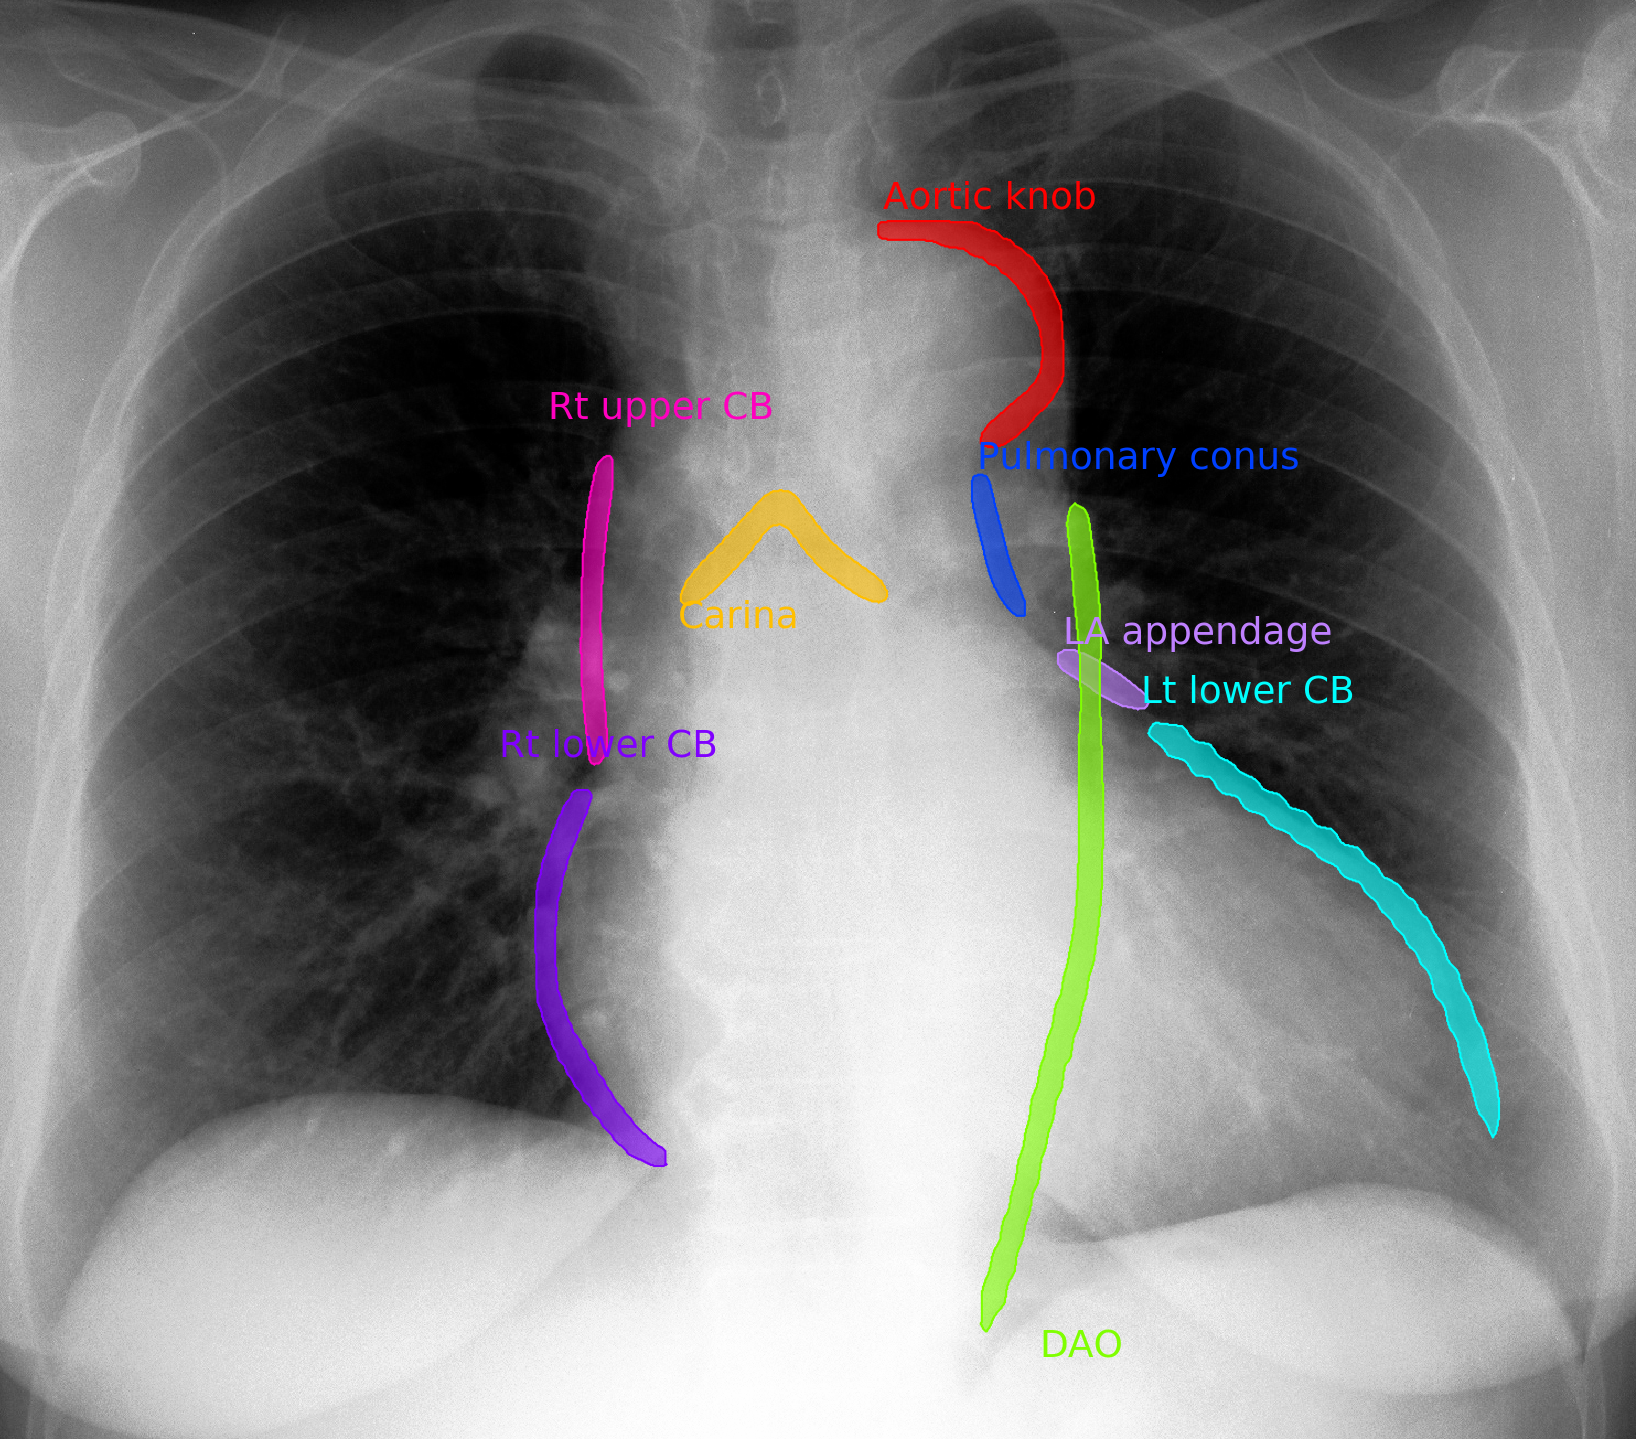 Aortic knob
Rt upper CB
Pulmonary conus
Carina
LA appendage
Lt lower CB
Rt lower CB
DAO